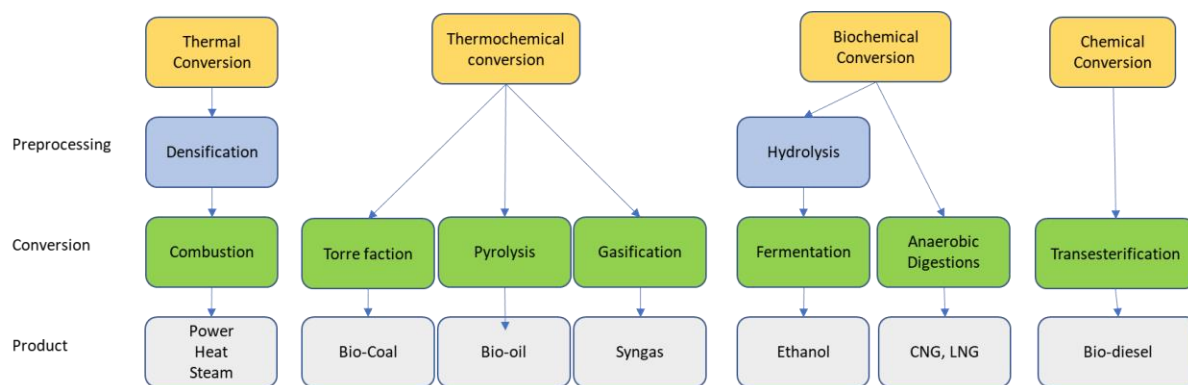 Thermal
Conversion
Thermochemical
conversion
Biochemical
Conversion
Chemical
Conversion
Preprocessing
Densification
Hydrolysis
Conversion
Combustion
Torre faction
Pyrolysis
Gasification
Fermentation
Anaerobic
Digestions
Transesterification
Product
Power
Heat
Steam
Bio-Coal
Bio-oil
Syngas
Ethanol
CNG, LNG
Bio-diesel